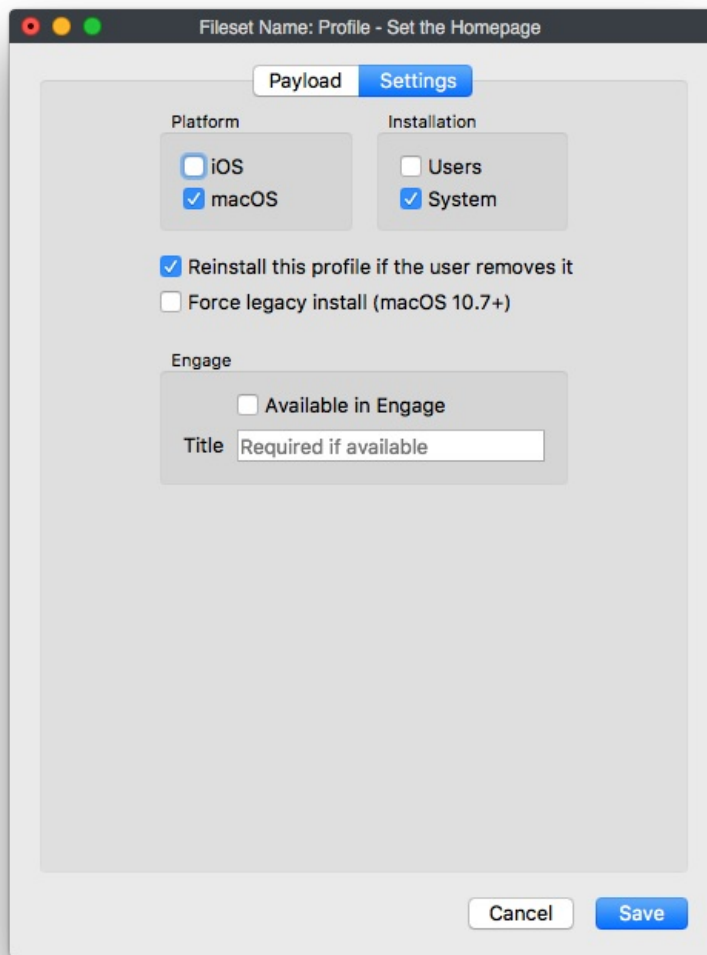 Fileset Name: Profile - Set the Homepage
Payload Settings
Platform Installation
iOS Users
macOS System
Reinstall this profile if the user removes it
Force legacy install (macOS 10.7+)
Engage
Available in Engage
Title Required if available
Cancel Save